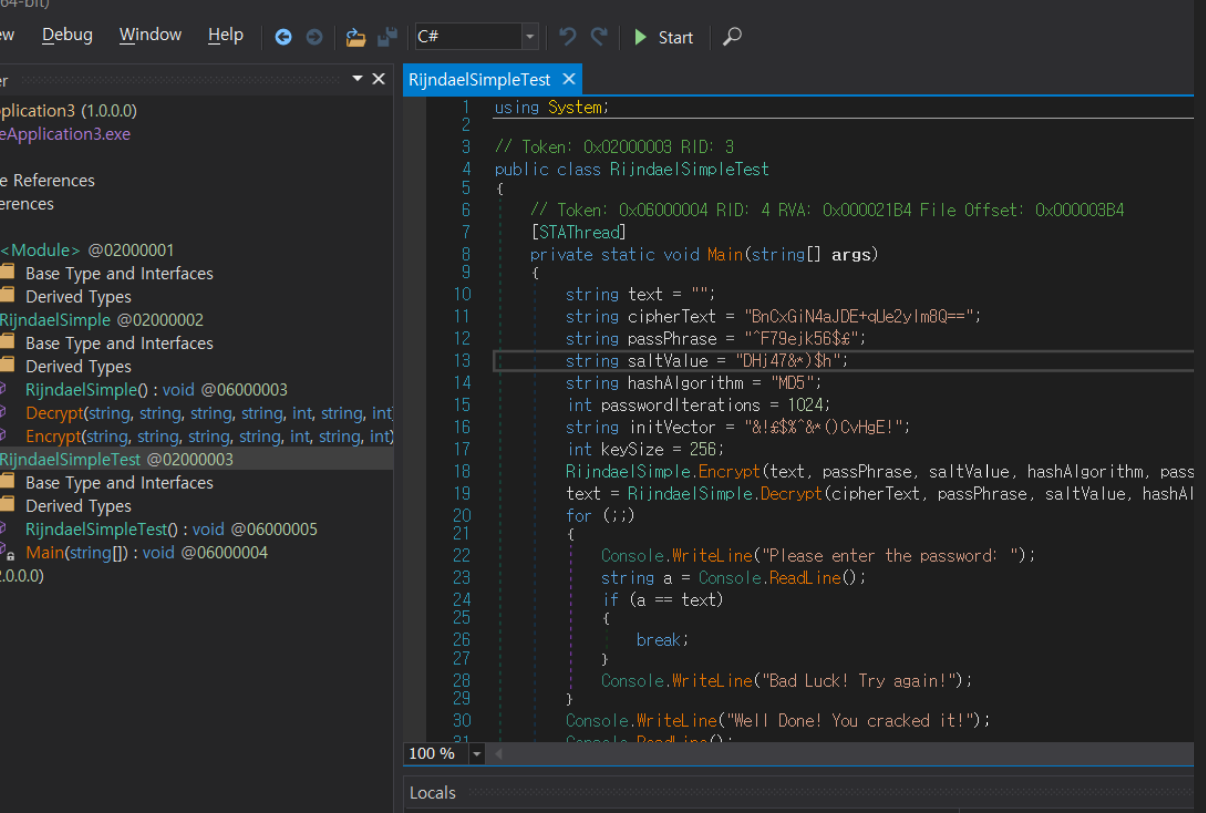 64-bit)
ew Debug Window Help C# Start
er
plication3 (1.0.0.0)
eApplication3.exe
e References
erences
<Module> @02000001
Base Type and Interfaces
Derived Types
RijndaelSimple @02000002
Base Type and Interfaces
Derived Types
RijndaelSimple() : void @06000003
Decrypt(string, string, string, string, int, string, int)
Encrypt(string, string, string, string, int, string, int)
RijndaelSimpleTest @02000003
Base Type and Interfaces
Derived Types
RijndaelSimpleTest() : void @06000005
Main(string[]) : void @06000004
2.0.0.0)
RijndaelSimpleTest
1 using System;
2
3 // Token: 0x02000003 RID: 3
4 public class RijndaelSimpleTest
5 {
6 // Token: 0x06000004 RID: 4 RVA: 0x000021B4 File Offset: 0x000003B4
7 [STAThread]
8 private static void Main(string[] args)
9 {
10 string text = "";
11 string cipherText = "BnCxGiN4aJDE+qUe2yIm8Q==";
12 string passPhrase = "^F79ejk56$£";
13 string saltValue = "DHj47&*)$h";
14 string hashAlgorithm = "MD5";
15 int passwordIterations = 1024;
16 string initVector = "&!£$%^&*()CvHgE!";
17 int keySize = 256;
18 RijndaelSimple.Encrypt(text, passPhrase, saltValue, hashAlgorithm, pass
19 text = RijndaelSimple.Decrypt(cipherText, passPhrase, saltValue, hashAl
20 for (;;)
21 {
22 Console.WriteLine("Please enter the password: ");
23 string a = Console.ReadLine();
24 if (a == text)
25 {
26 break;
27 }
28 Console.WriteLine("Bad Luck! Try again!");
29 }
30 Console.WriteLine("Well Done! You cracked it!");
31 Console.ReadLine();
100 %
Locals